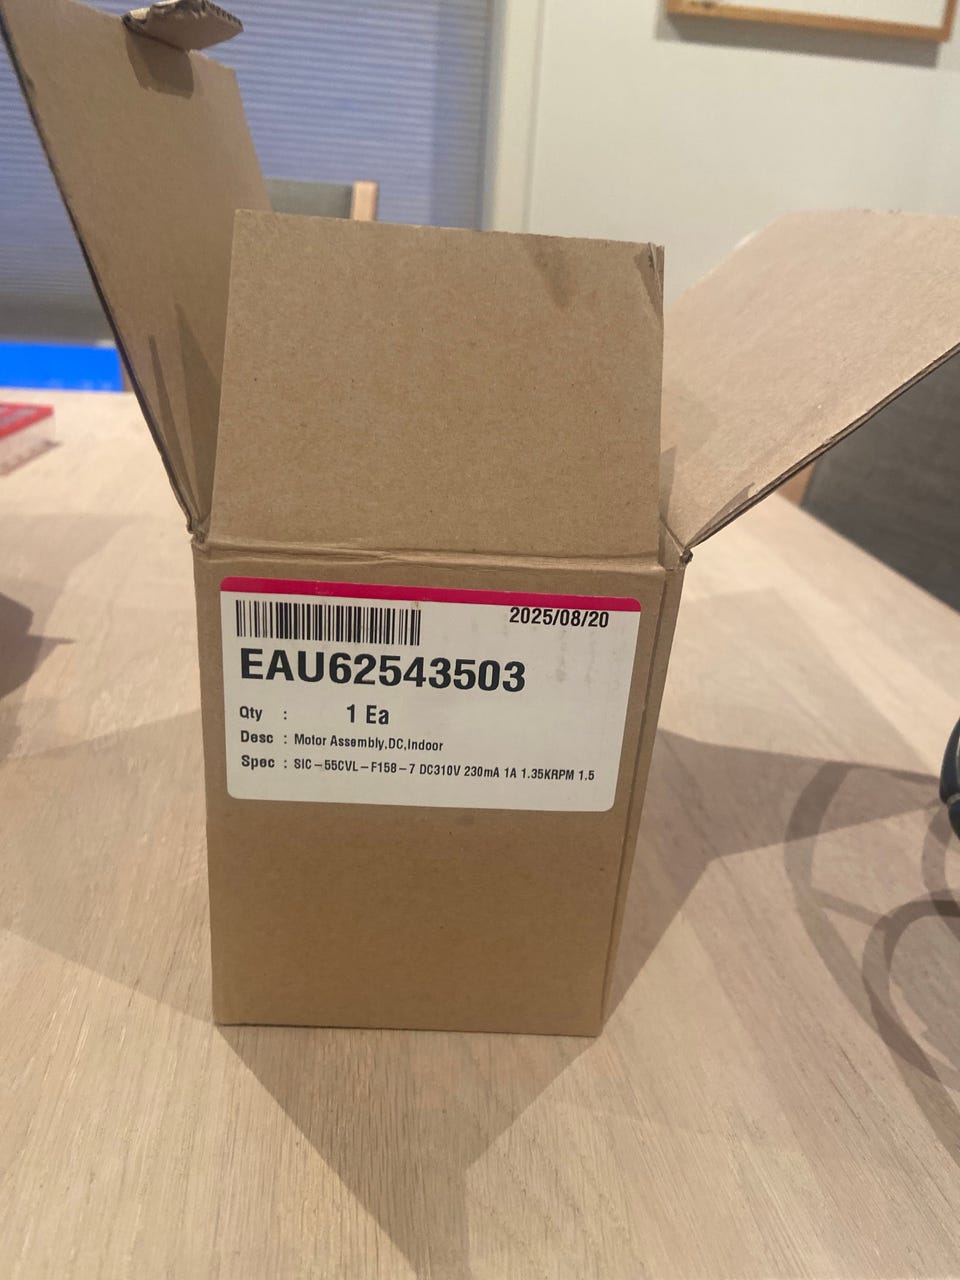 2025/08/20
EAU62543503
Qty : 1 Ea
Desc : Motor Assembly,DC,Indoor
Spec : SIC-55CVL-F158-7 DC310V 230mA 1A 1.35KRPM 1.5